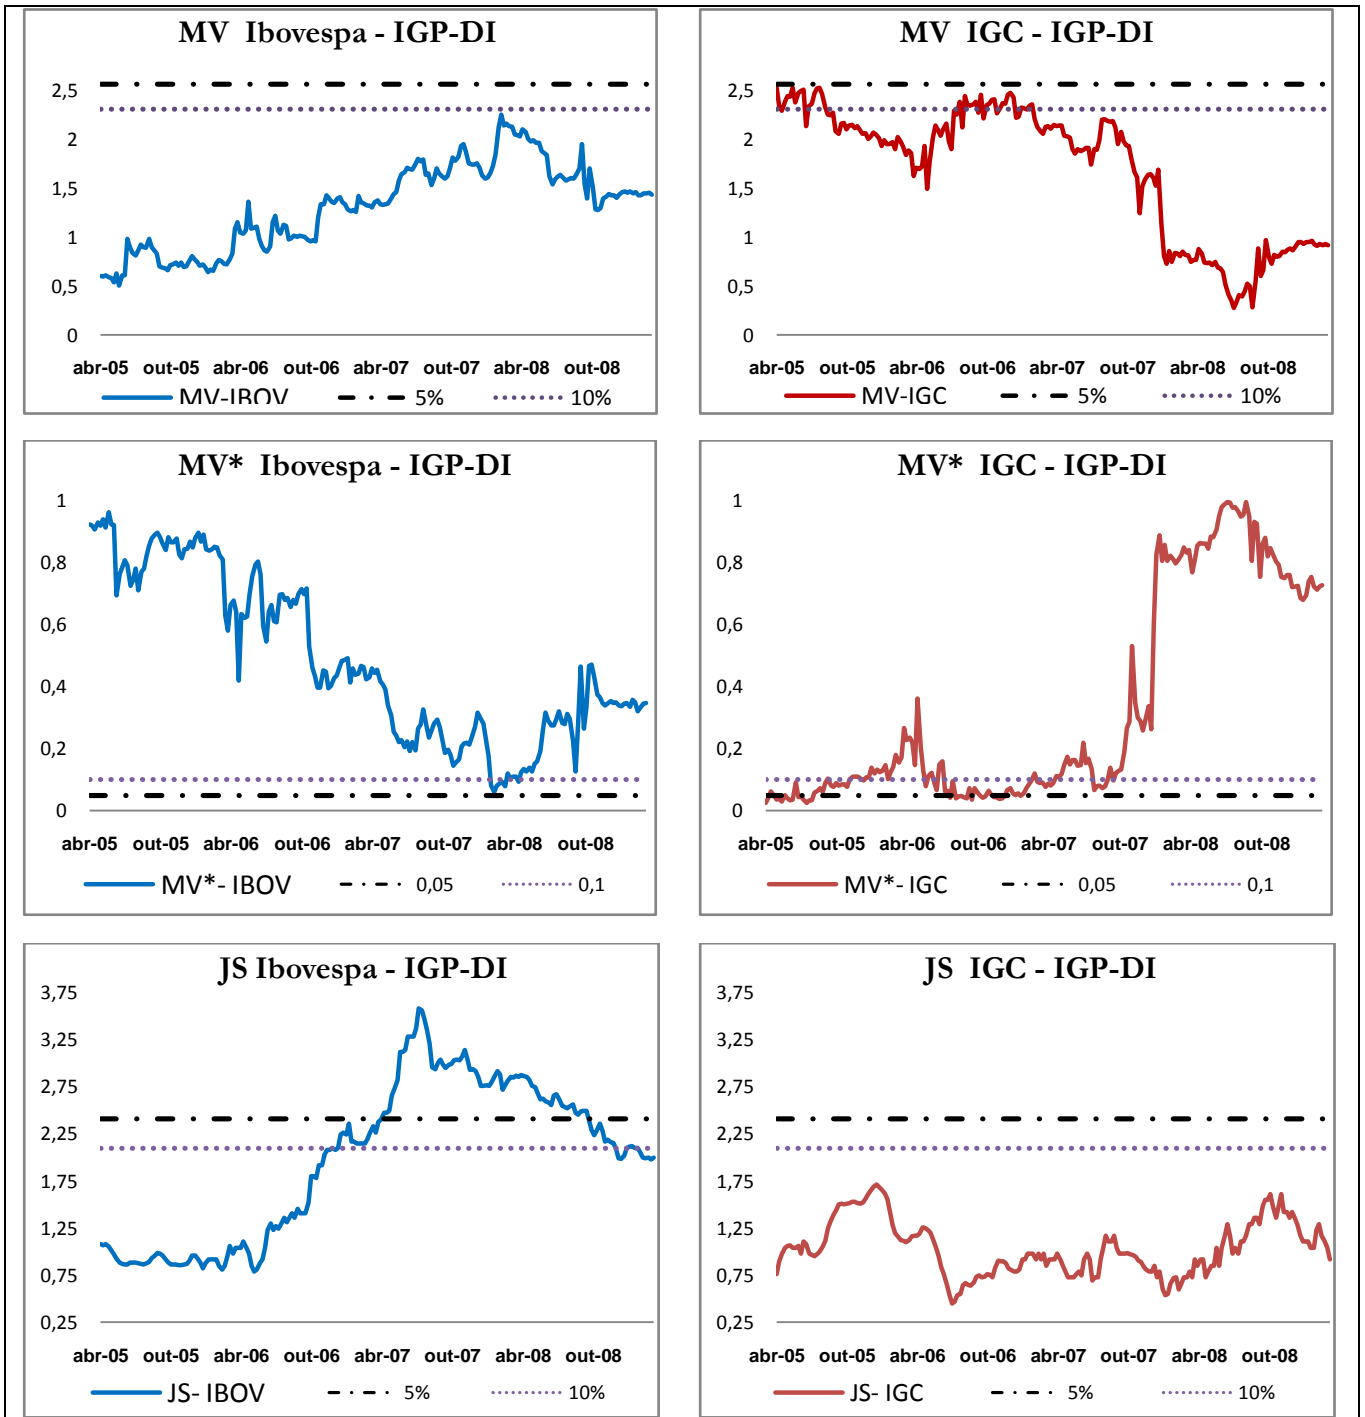 MV Ibovespa - IGP-DI
2,5
2
1,5
1
0,5
0
abr-05 out-05 abr-06 out-06 abr-07 out-07 abr-08 out-08
MV-IBOV 5% 10%
MV IGC - IGP-DI
2,5
2
1,5
1
0,5
0
abr-05 out-05 abr-06 out-06 abr-07 out-07 abr-08 out-08
MV-IGC 5% 10%
MV* Ibovespa - IGP-DI
1
0,8
0,6
0,4
0,2
0
abr-05 out-05 abr-06 out-06 abr-07 out-07 abr-08 out-08
MV*- IBOV 0,05 0,1
MV* IGC - IGP-DI
1
0,8
0,6
0,4
0,2
0
abr-05 out-05 abr-06 out-06 abr-07 out-07 abr-08 out-08
MV*- IGC 0,05 0,1
JS Ibovespa - IGP-DI
3,75
3,25
2,75
2,25
1,75
1,25
0,75
0,25
abr-05 out-05 abr-06 out-06 abr-07 out-07 abr-08 out-08
JS- IBOV 5% 10%
JS IGC - IGP-DI
3,75
3,25
2,75
2,25
1,75
1,25
0,75
0,25
abr-05 out-05 abr-06 out-06 abr-07 out-07 abr-08 out-08
JS- IGC 5% 10%